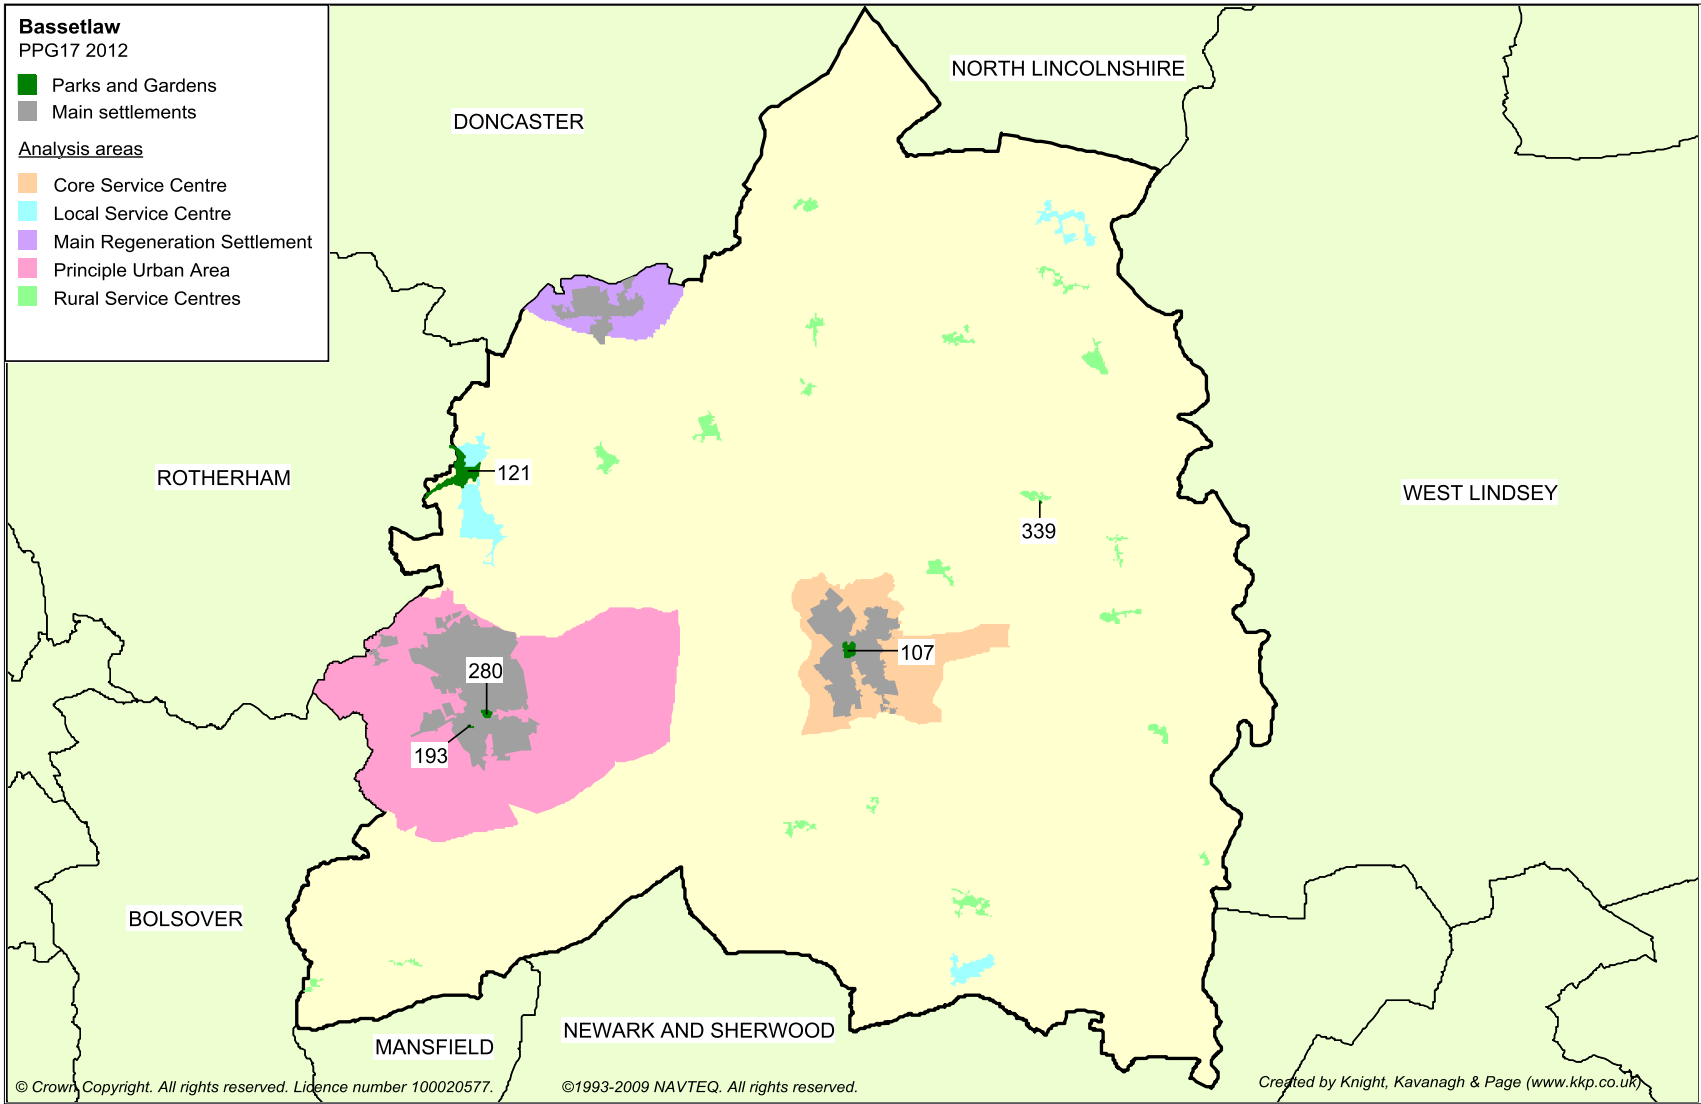 Bassetlaw
PPG17 2012
Parks and Gardens
Main settlements
Analysis areas
Core Service Centre
Local Service Centre
Main Regeneration Settlement
Principle Urban Area
Rural Service Centres
NORTH LINCOLNSHIRE
DONCASTER
ROTHERHAM
121
WEST LINDSEY
339
107
280
193
BOLSOVER
NEWARK AND SHERWOOD
MANSFIELD
© Crown Copyright. All rights reserved. Licence number 100020577.
©1993-2009 NAVTEQ. All rights reserved.
Created by Knight, Kavanagh & Page (www.kkp.co.uk)